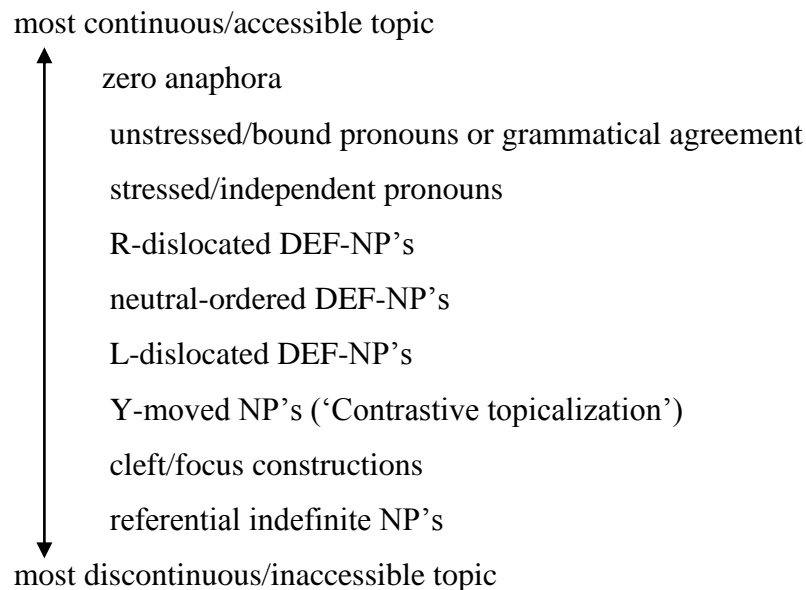 most continuous/accessible topic
zero anaphora
unstressed/bound pronouns or grammatical agreement
stressed/independent pronouns
R-dislocated DEF-NP’s
neutral-ordered DEF-NP’s
L-dislocated DEF-NP’s
Y-moved NP’s (‘Contrastive topicalization’)
cleft/focus constructions
referential indefinite NP’s
most discontinuous/inaccessible topic